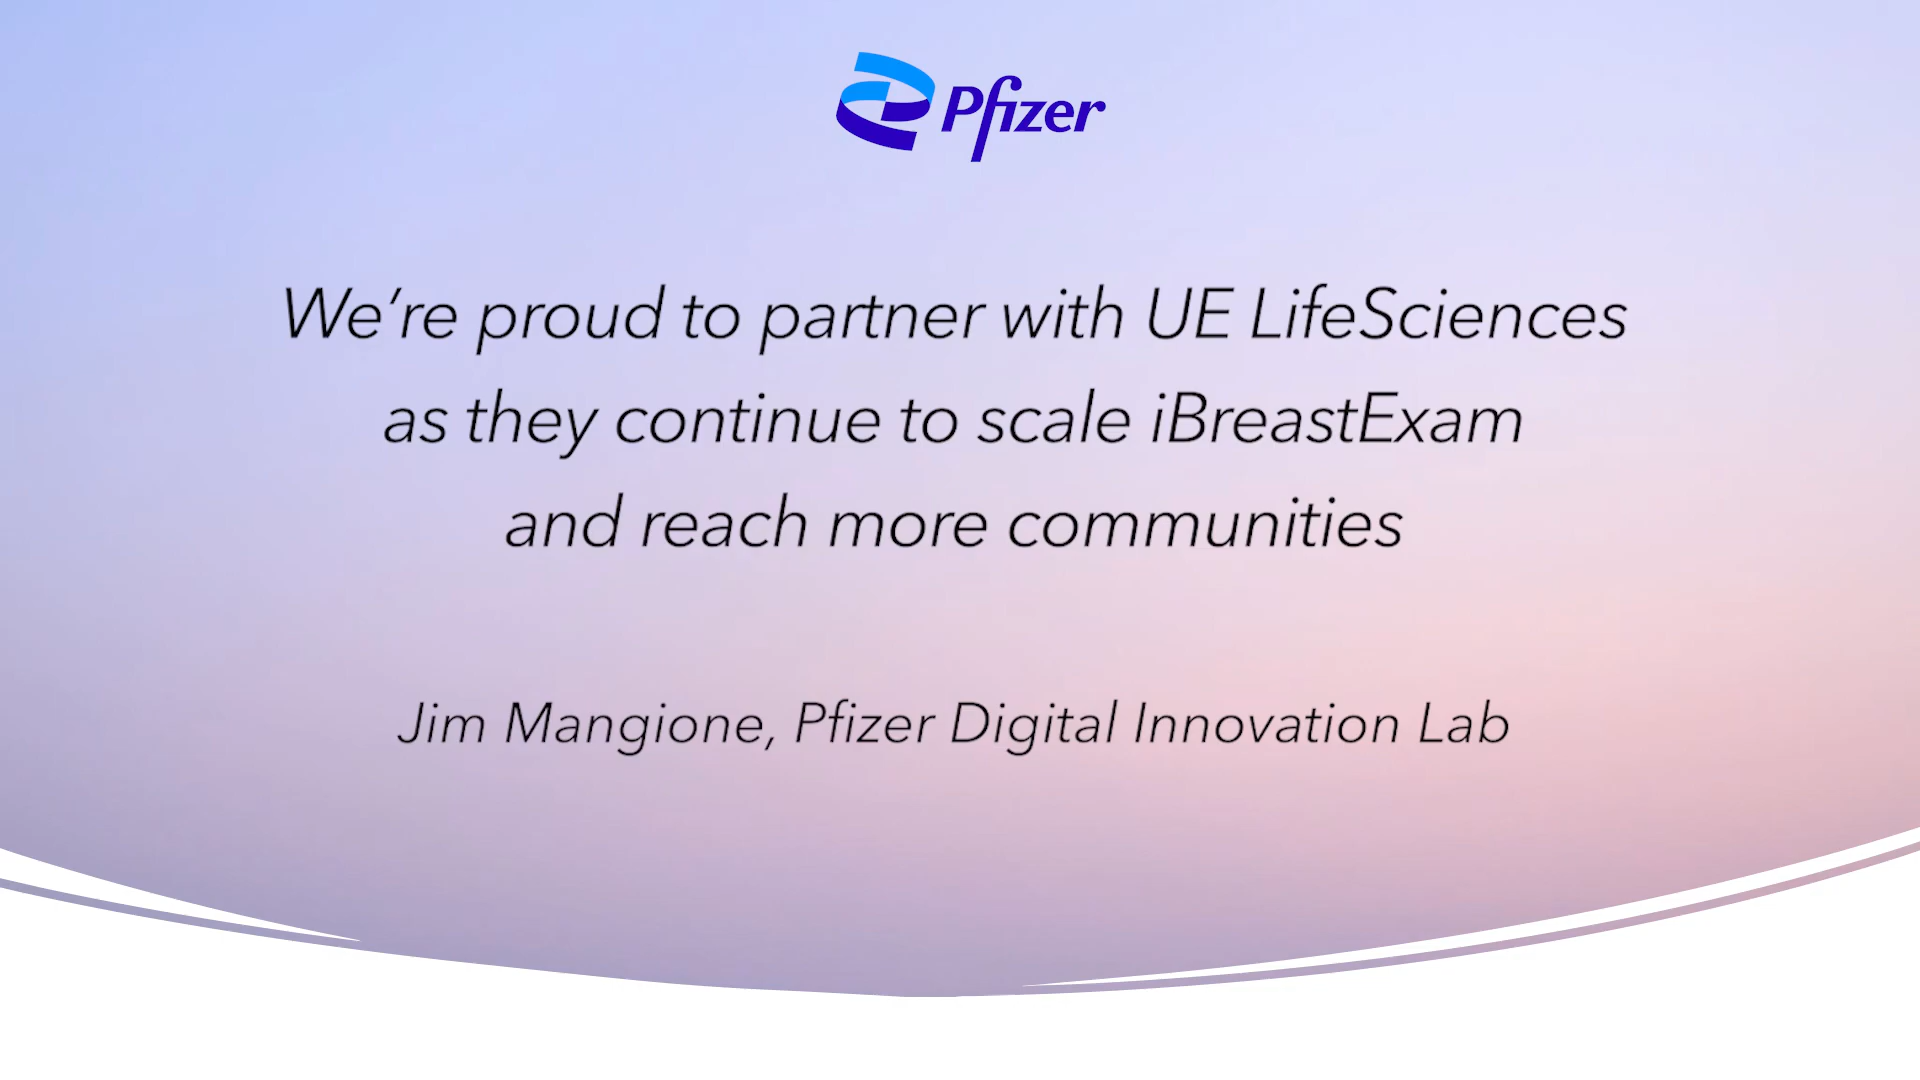 Pfizer
We’re proud to partner with UE LifeSciences
as they continue to scale iBreastExam
and reach more communities
Jim Mangione, Pfizer Digital Innovation Lab